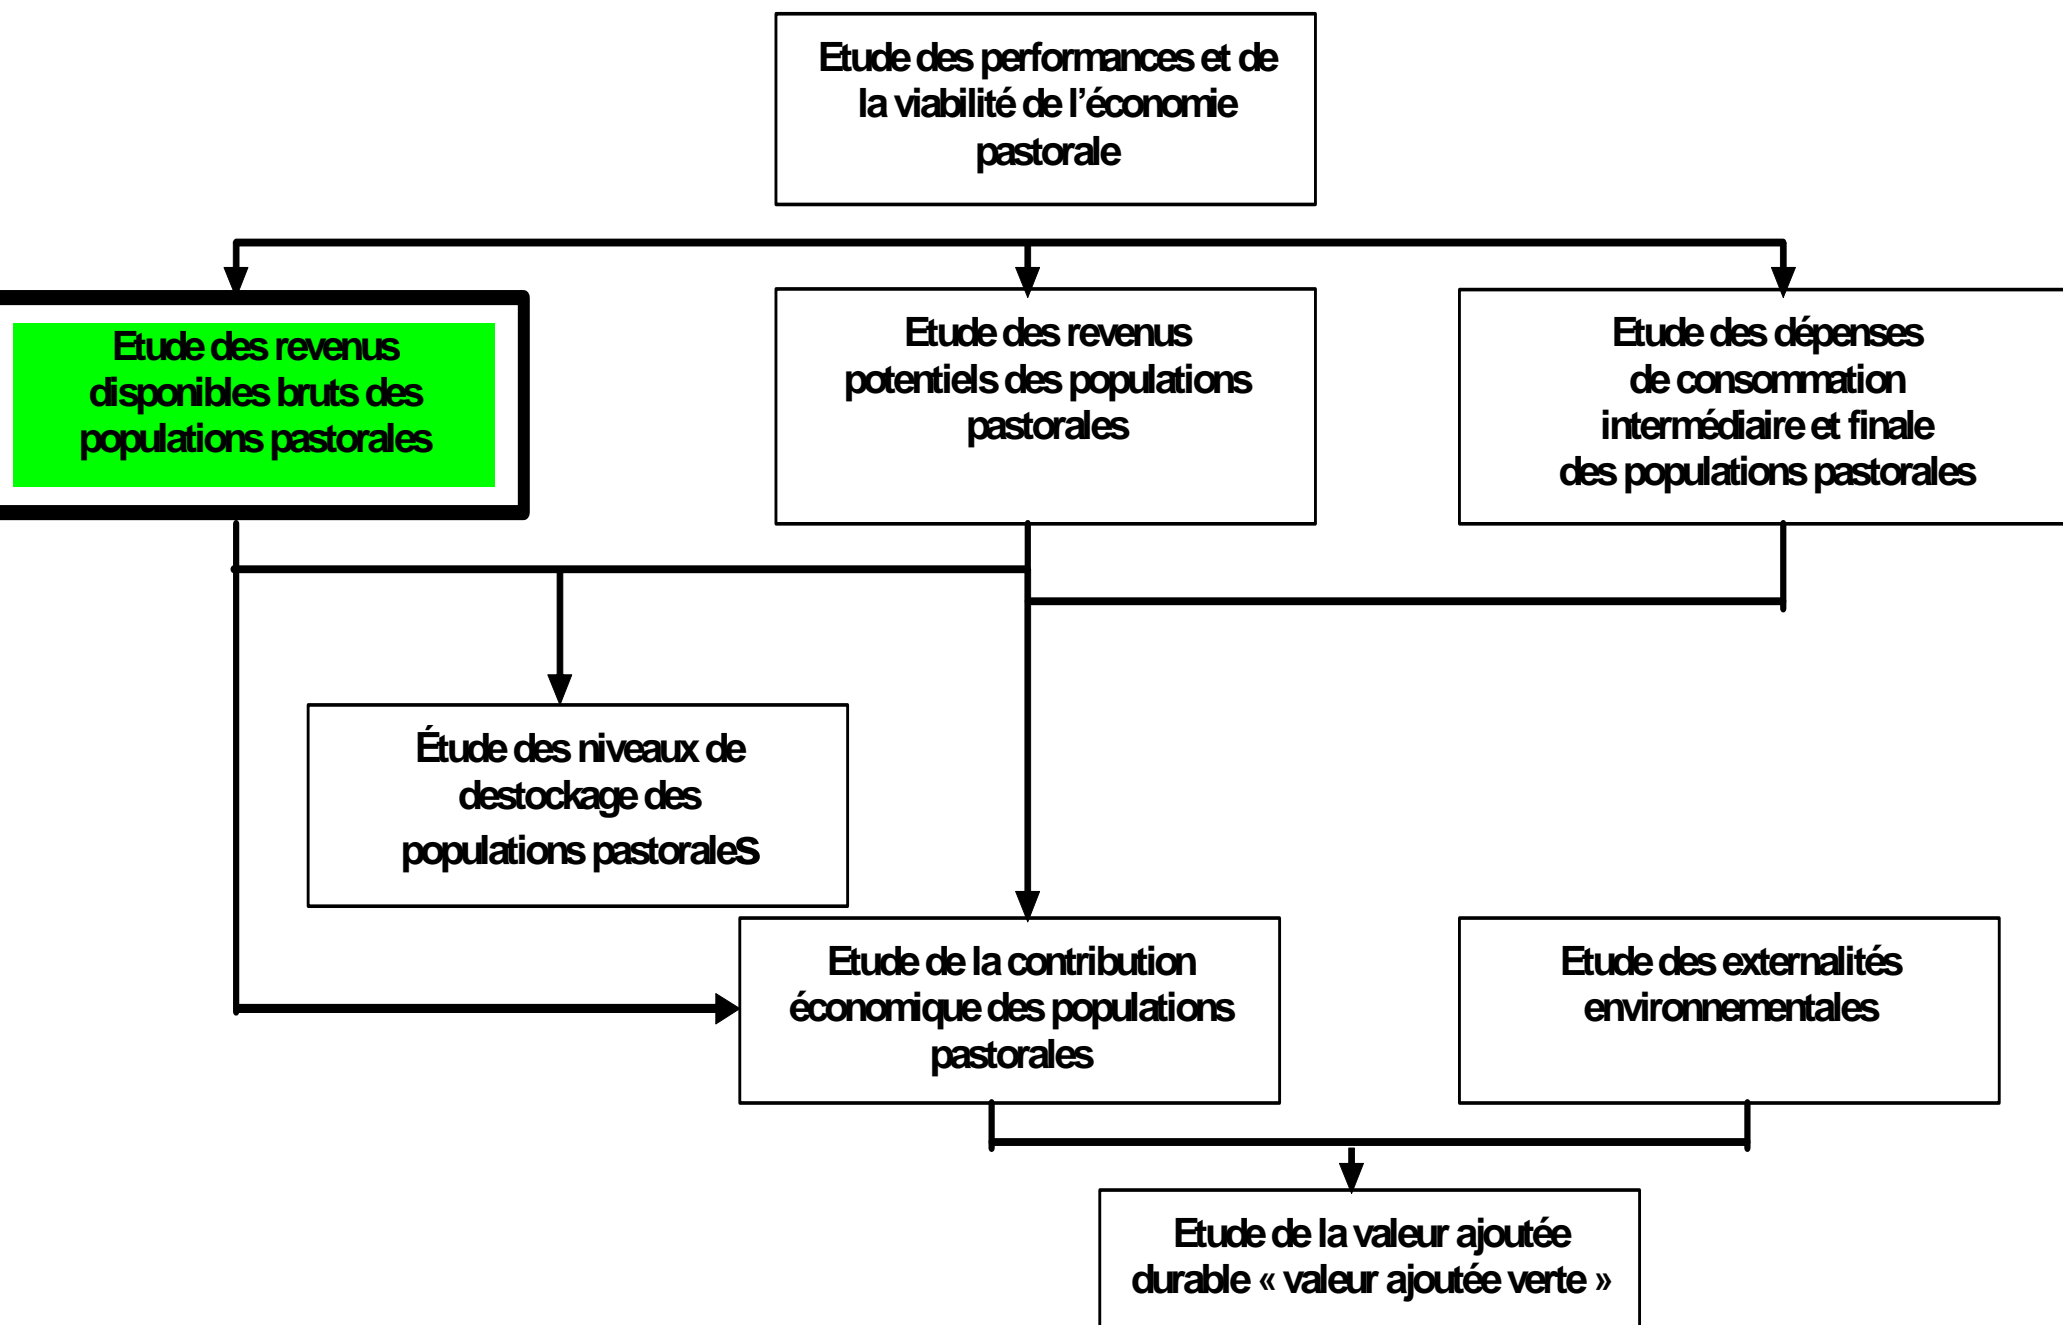 Etude des performances et de
la viabilité de l’économie
pastorale
Etude des revenus
disponibles bruts des
populations pastorales
Etude des revenus
potentiels des populations
pastorales
Etude des dépenses
de consommation
intermédiaire et finale
des populations pastorales
Étude des niveaux de
destockage des
populations pastorales
Etude de la contribution
économique des populations
pastorales
Etude des externalités
environnementales
Etude de la valeur ajoutée
durable « valeur ajoutée verte »